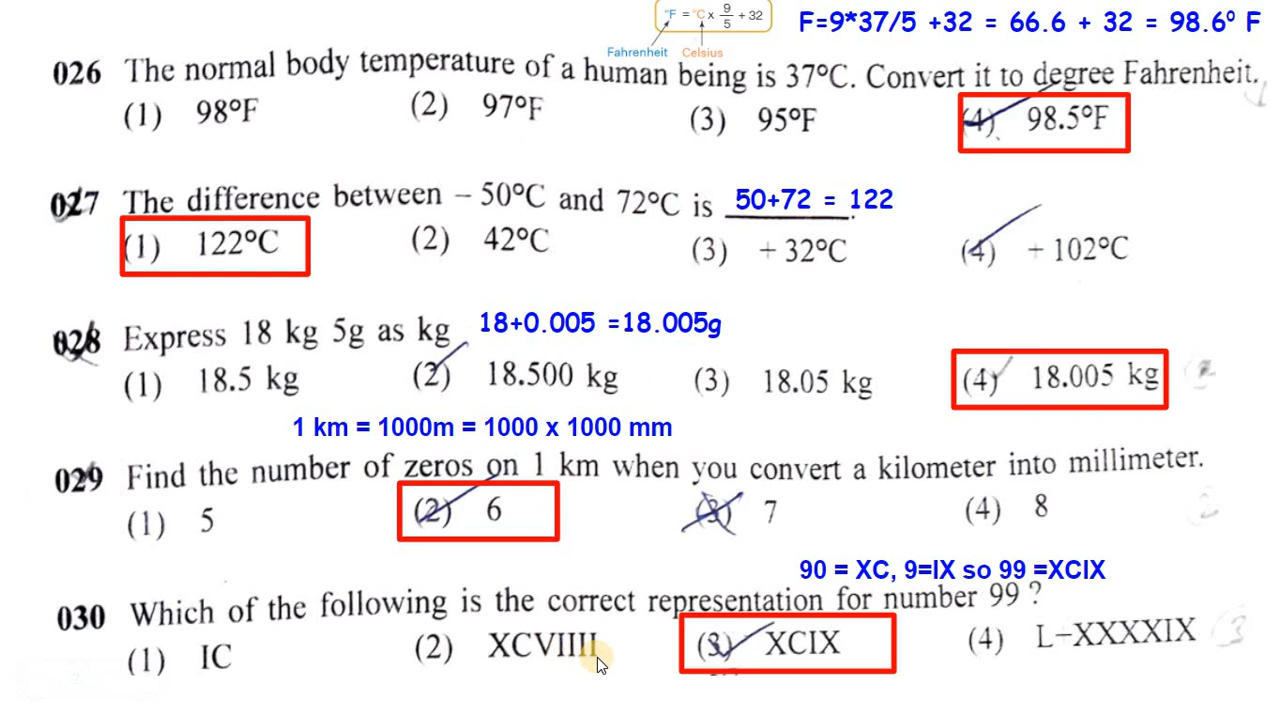 °F = °C x 9/5 + 32
Fahrenheit Celsius
F=9*37/5 +32 = 66.6 + 32 = 98.6º F
026 The normal body temperature of a human being is 37°C. Convert it to degree Fahrenheit.
(1) 98°F (2) 97°F (3) 95°F (4) 98.5°F
027 The difference between – 50°C and 72°C is 50+72 = 122.
(1) 122°C (2) 42°C (3) + 32°C (4) + 102°C
028 Express 18 kg 5g as kg 18+0.005 =18.005g
(1) 18.5 kg (2) 18.500 kg (3) 18.05 kg (4) 18.005 kg
1 km = 1000m = 1000 x 1000 mm
029 Find the number of zeros on 1 km when you convert a kilometer into millimeter.
(1) 5 (2) 6 (3) 7 (4) 8
90 = XC, 9=IX so 99 =XCIX
030 Which of the following is the correct representation for number 99 ?
(1) IC (2) XCVIIII (3) XCIX (4) L–XXXXIX